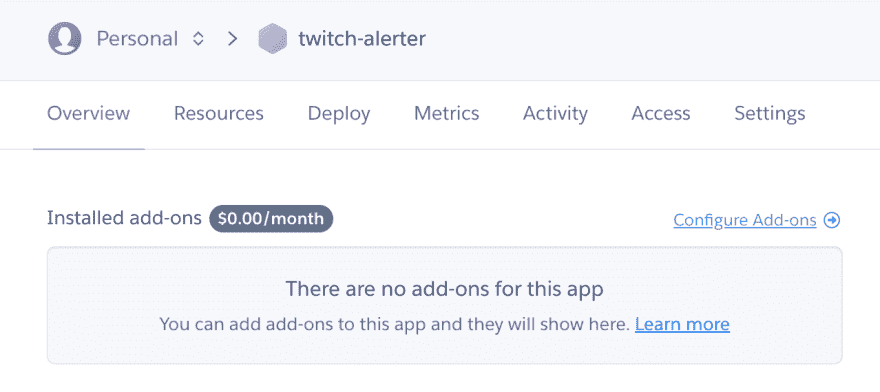 Personal twitch-alerter
Overview Resources Deploy Metrics Activity Access Settings
Installed add-ons $0.00/month Configure Add-ons
There are no add-ons for this app
You can add add-ons to this app and they will show here. Learn more